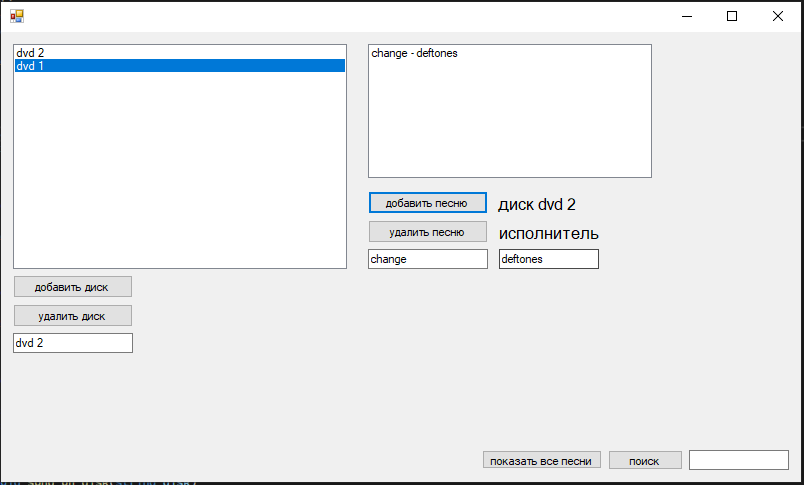 dvd 2
dvd 1
change - deftones
добавить песню
диск dvd 2
удалить песню
исполнитель
change
deftones
добавить диск
удалить диск
dvd 2
показать все песни
поиск